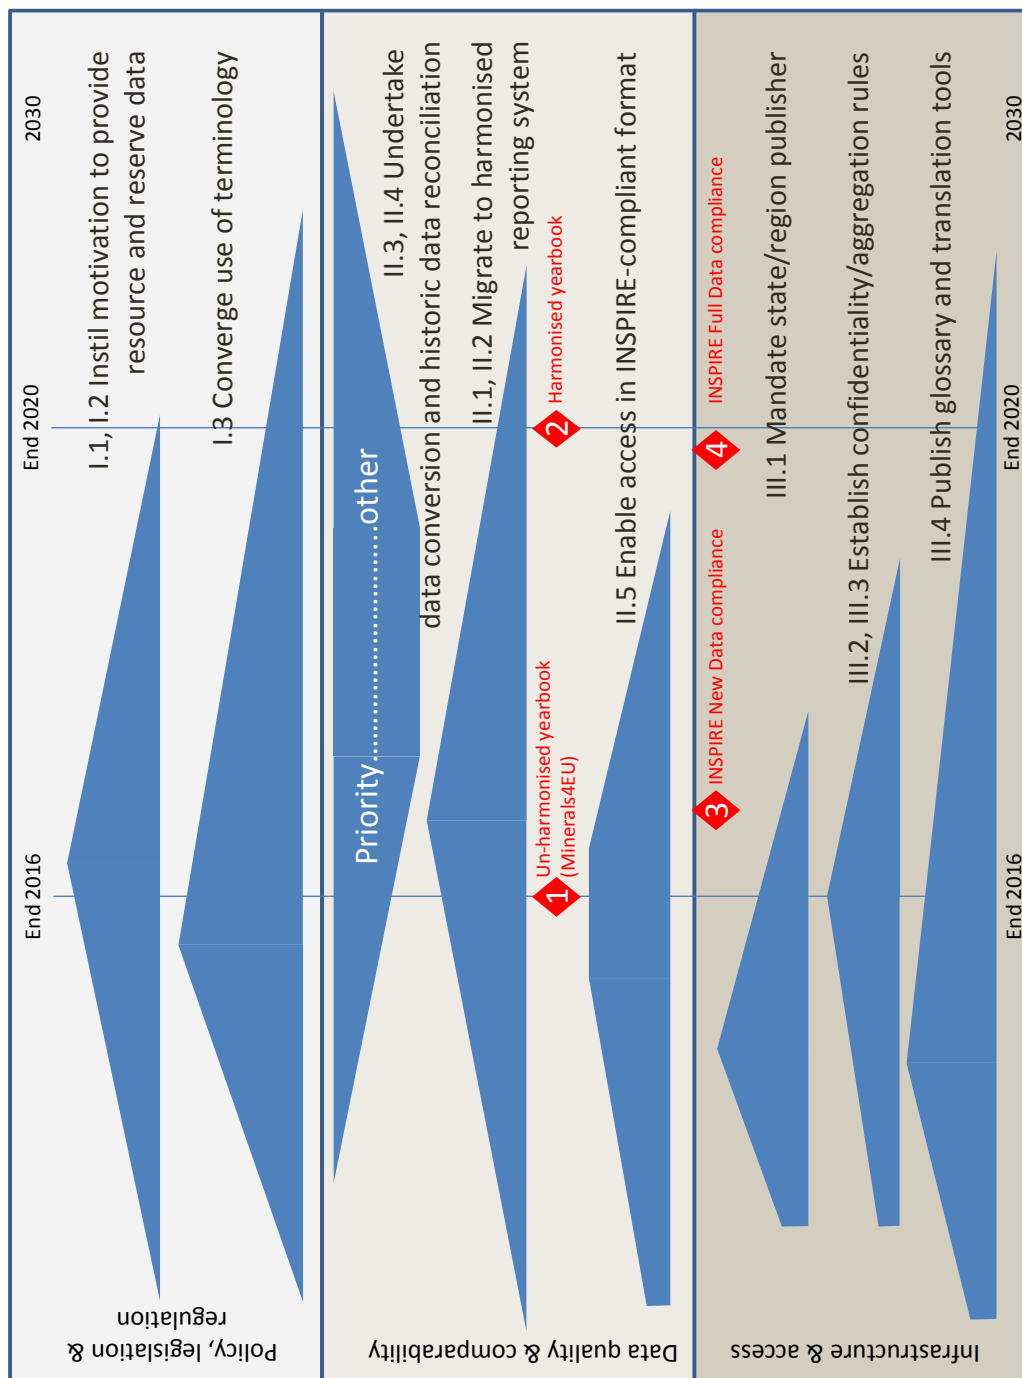 End 2016
End 2020
2030
Policy, legislation &
regulation
I.1, I.2 Instil motivation to provide
resource and reserve data
I.3 Converge use of terminology
Data quality & comparability
Priority.............................other
II.3, II.4 Undertake
data conversion and historic data reconciliation
II.1, II.2 Migrate to harmonised
reporting system
1
Un-harmonised yearbook
(Minerals4EU)
2
Harmonised yearbook
II.5 Enable access in INSPIRE-compliant format
Infrastructure & access
3
INSPIRE New Data compliance
4
INSPIRE Full Data compliance
III.1 Mandate state/region publisher
III.2, III.3 Establish confidentiality/aggregation rules
III.4 Publish glossary and translation tools
End 2016
End 2020
2030